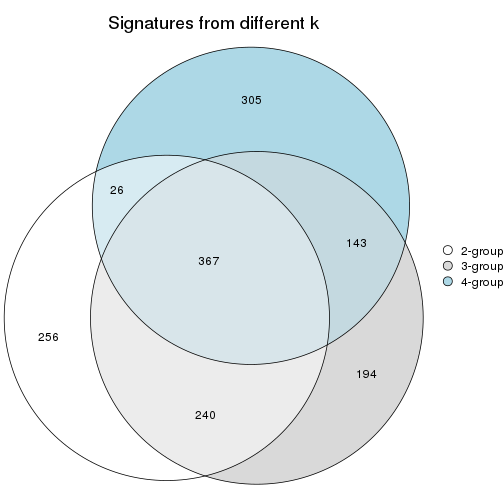 Signatures from different k
305
26
143
367
256
194
240
2-group
3-group
4-group